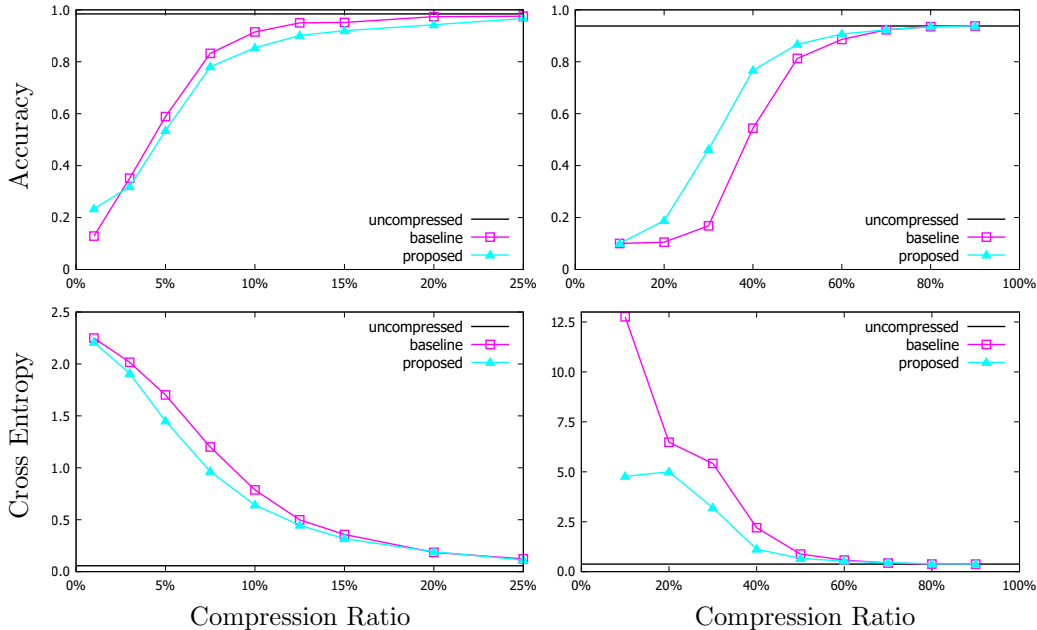 Accuracy
1.0
0.8
0.6
0.4
0.2
0
0% 5% 10% 15% 20% 25%
uncompressed
baseline
proposed
1.0
0.8
0.6
0.4
0.2
0
0% 20% 40% 60% 80% 100%
uncompressed
baseline
proposed
Cross Entropy
2.5
2.0
1.5
1.0
0.5
0.0
0% 5% 10% 15% 20% 25%
uncompressed
baseline
proposed
Compression Ratio
12.5
10.0
7.5
5.0
2.5
0.0
0% 20% 40% 60% 80% 100%
uncompressed
baseline
proposed
Compression Ratio